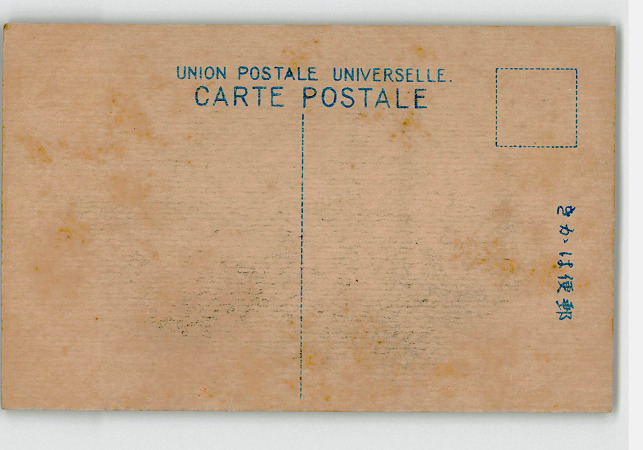 UNION POSTALE UNIVERSELLE.
CARTE POSTALE
きかは便郵